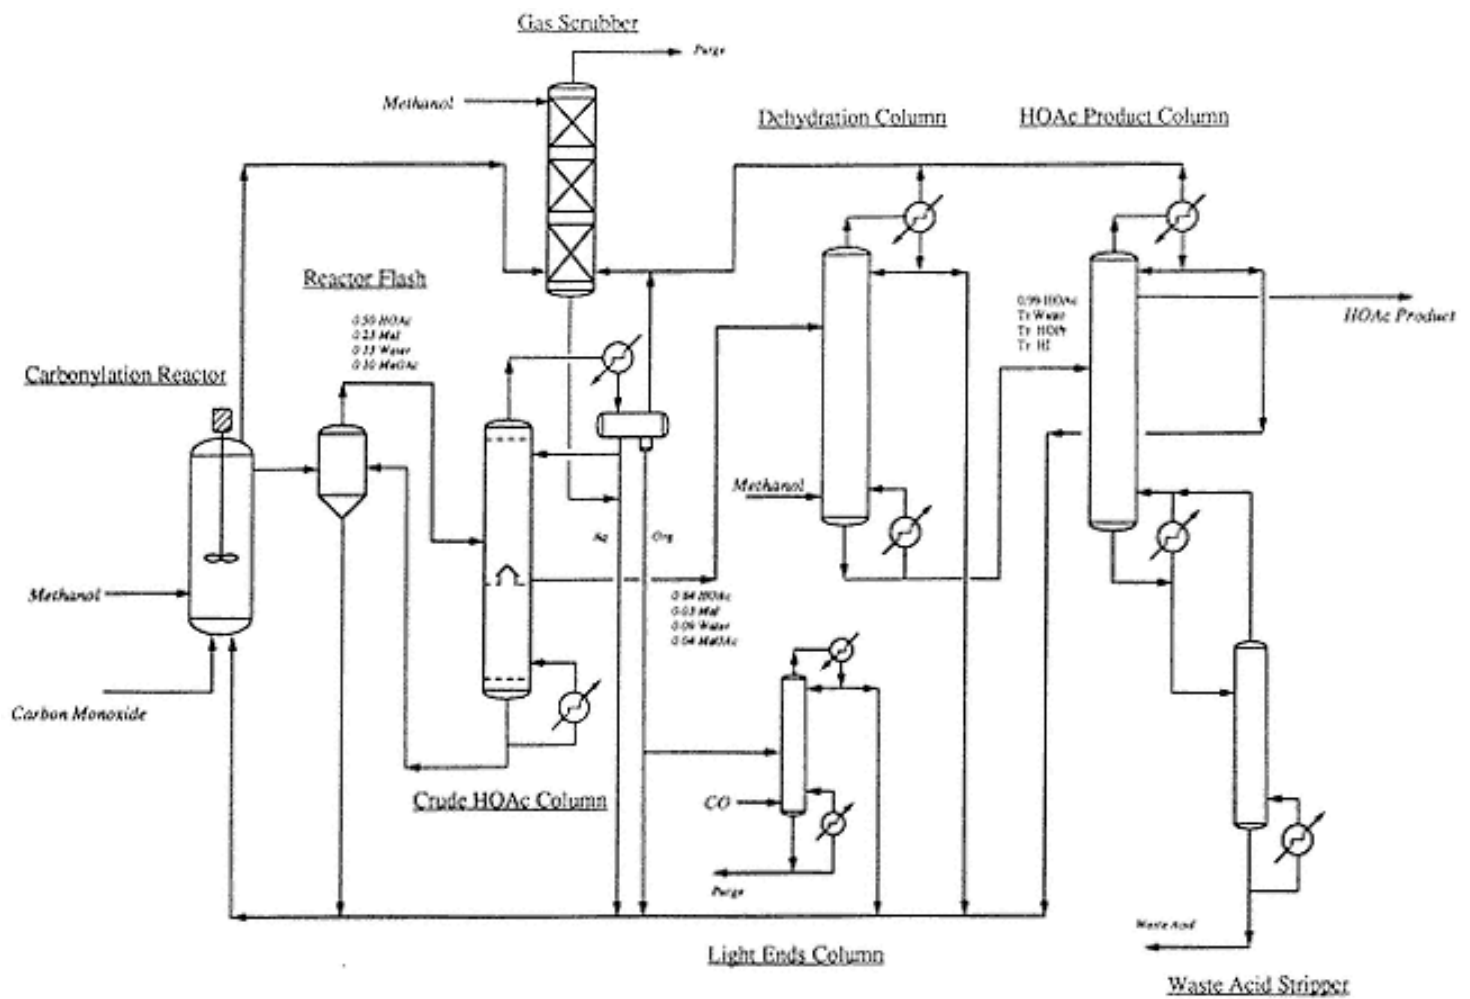 Gas Scrubber
Purge
Methanol
Dehydration Column
HOAc Product Column
Reactor Flash
0.50 HOAc
0.23 MeI
Water
0.10 MeOAc
0.99 HOAc
Tr Water
Tr HOPr
Tr HI
HOAc Product
Carbonylation Reactor
Methanol
Aq
Org
Methanol
0.84 HOAc
0.03 MeI
0.09 Water
0.04 MeOAc
Carbon Monoxide
Crude HOAc Column
CO
Purge
Waste Acid
Light Ends Column
Waste Acid Stripper